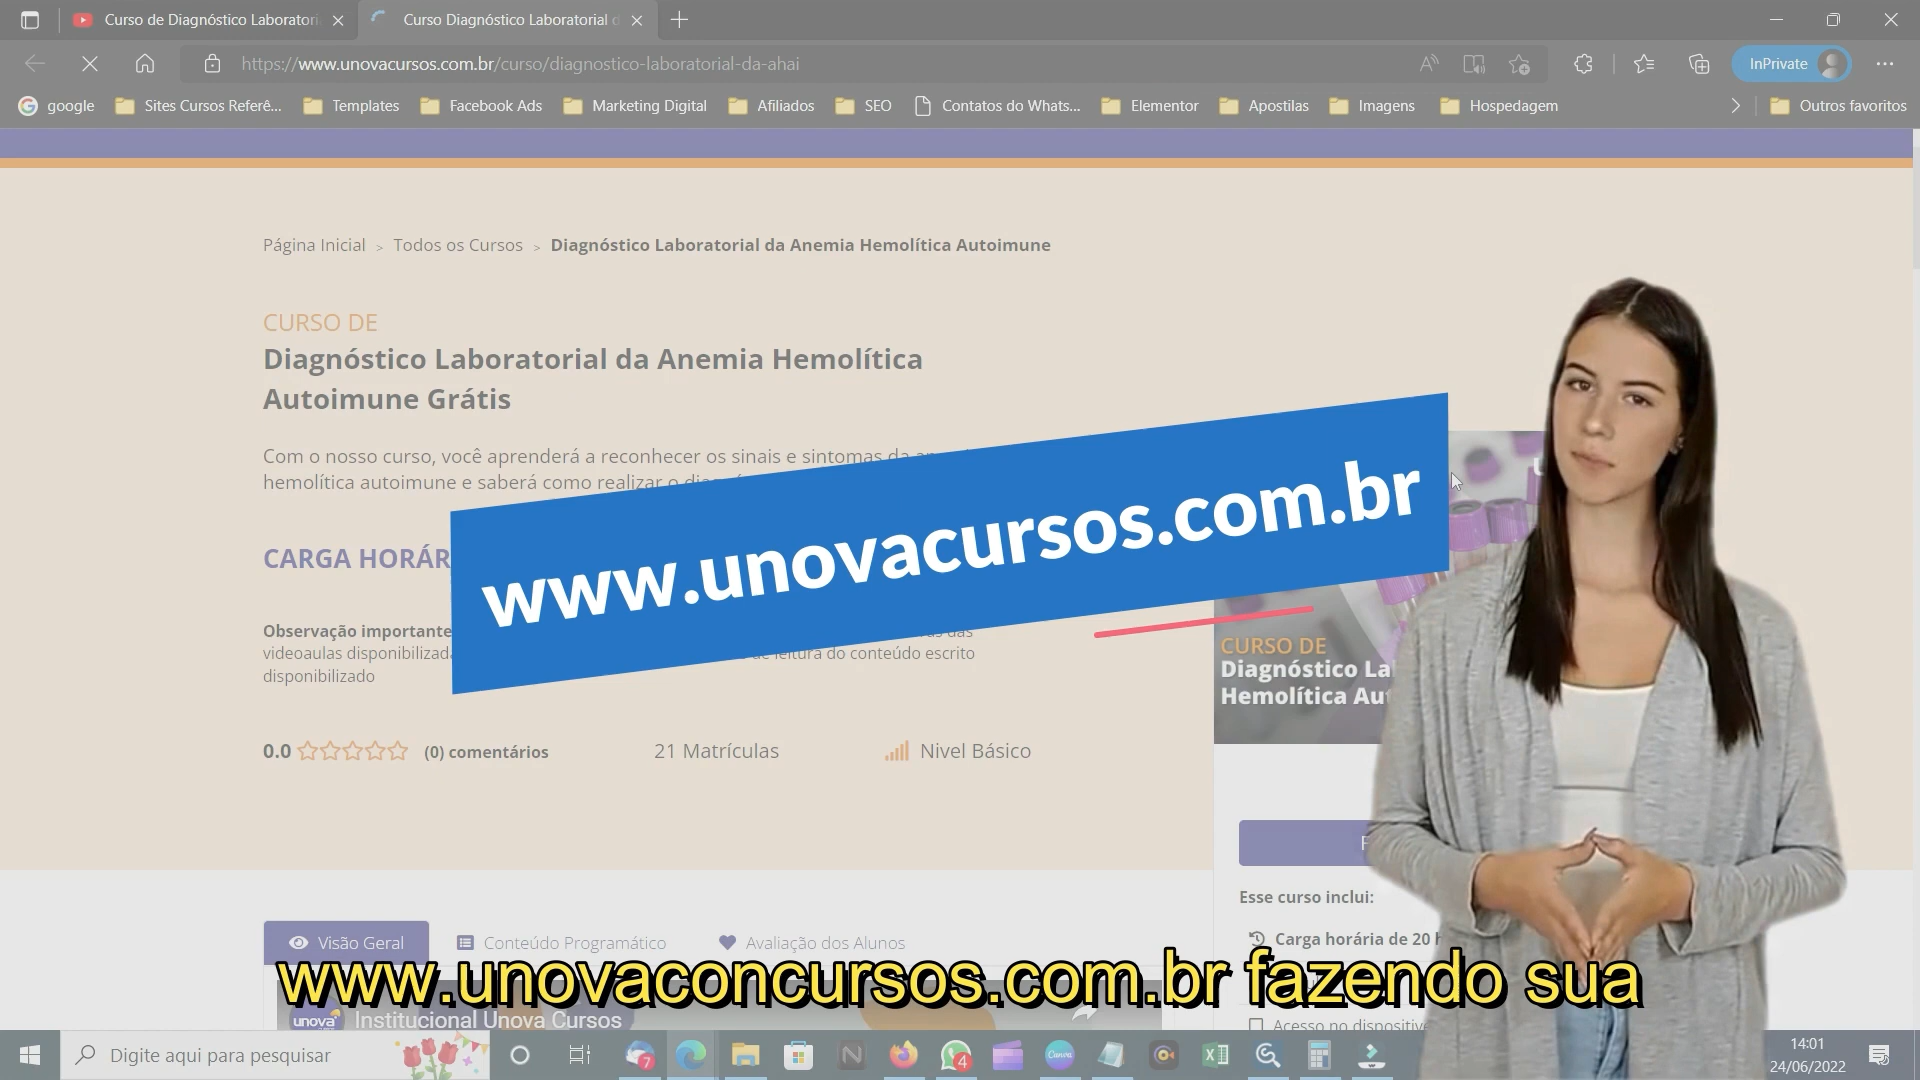 Curso de Diagnóstico Laboratori
Curso Diagnóstico Laboratorial d
https://www.unovacursos.com.br/curso/diagnostico-laboratorial-da-ahai
InPrivate
google
Sites Cursos Referê...
Templates
Facebook Ads
Marketing Digital
Afiliados
SEO
Contatos do Whats...
Elementor
Apostilas
Imagens
Hospedagem
Outros favoritos
Página Inicial > Todos os Cursos > Diagnóstico Laboratorial da Anemia Hemolítica Autoimune
CURSO DE
Diagnóstico Laboratorial da Anemia Hemolítica
Autoimune Grátis
Com o nosso curso, você aprenderá a reconhecer os sinais e sintomas da
hemolítica autoimune e saberá como realizar o
www.unovacursos.com.br
CARGA HORÁR
Observação importante
videoaulas disponibilizad
leitura do conteúdo escrito
disponibilizado
CURSO DE
Diagnóstico La
Hemolítica Au
0.0 (0) comentários
21 Matrículas
Nivel Básico
Esse curso inclui:
Carga horária de 20 h
Acesso no dispositivo
Visão Geral
Conteúdo Programático
Avaliação dos Alunos
www.unovaconcursos.com.br fazendo sua
unova
Institucional Unova Cursos
Digite aqui para pesquisar
7
4
Canva
14:01
24/06/2022